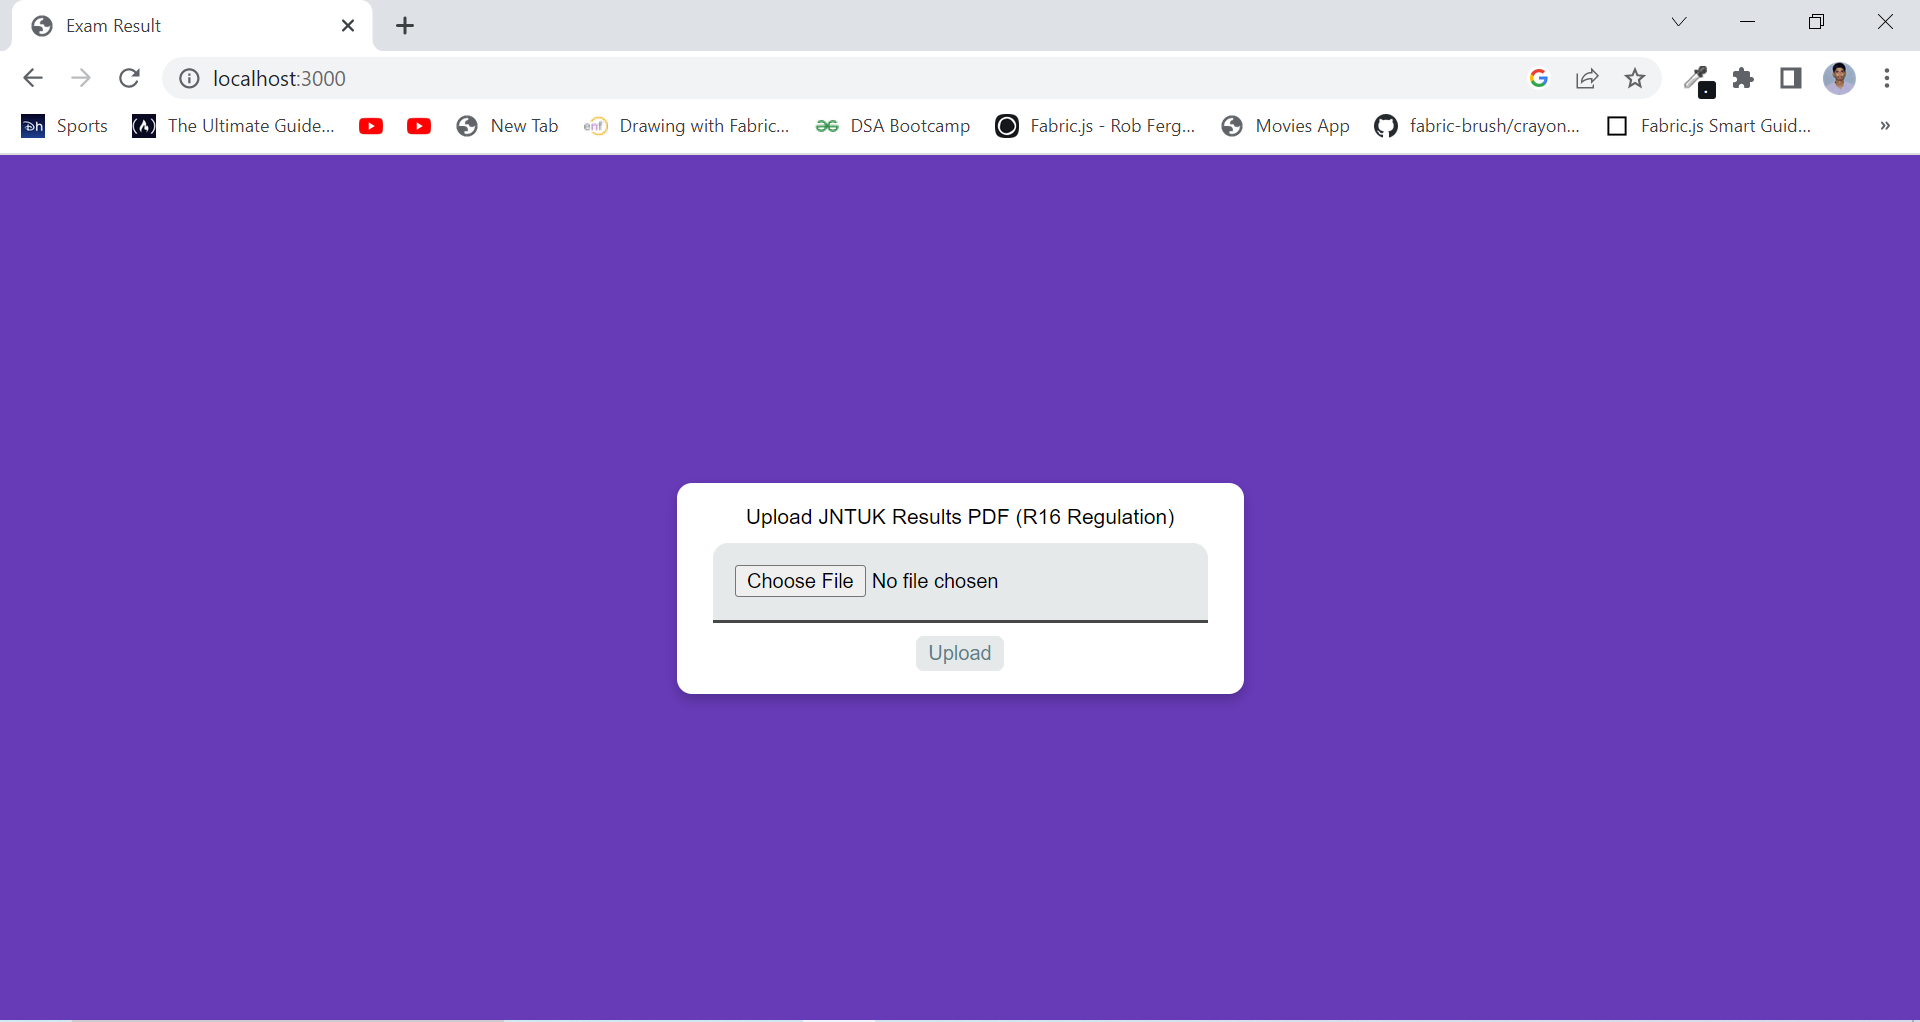 Exam Result
localhost:3000
Dh Sports (A) The Ultimate Guide... New Tab enf Drawing with Fabric... DSA Bootcamp Fabric.js - Rob Ferg... Movies App fabric-brush/crayon... Fabric.js Smart Guid... »
Upload JNTUK Results PDF (R16 Regulation)
Choose File No file chosen
Upload